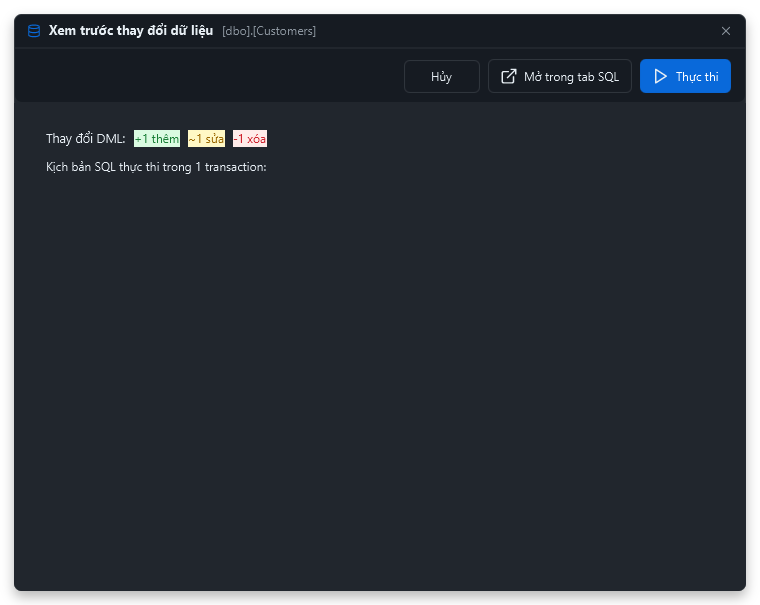 Xem trước thay đổi dữ liệu [dbo].[Customers]
Hủy Mở trong tab SQL Thực thi
Thay đổi DML: +1 thêm ~1 sửa -1 xóa
Kịch bản SQL thực thi trong 1 transaction: